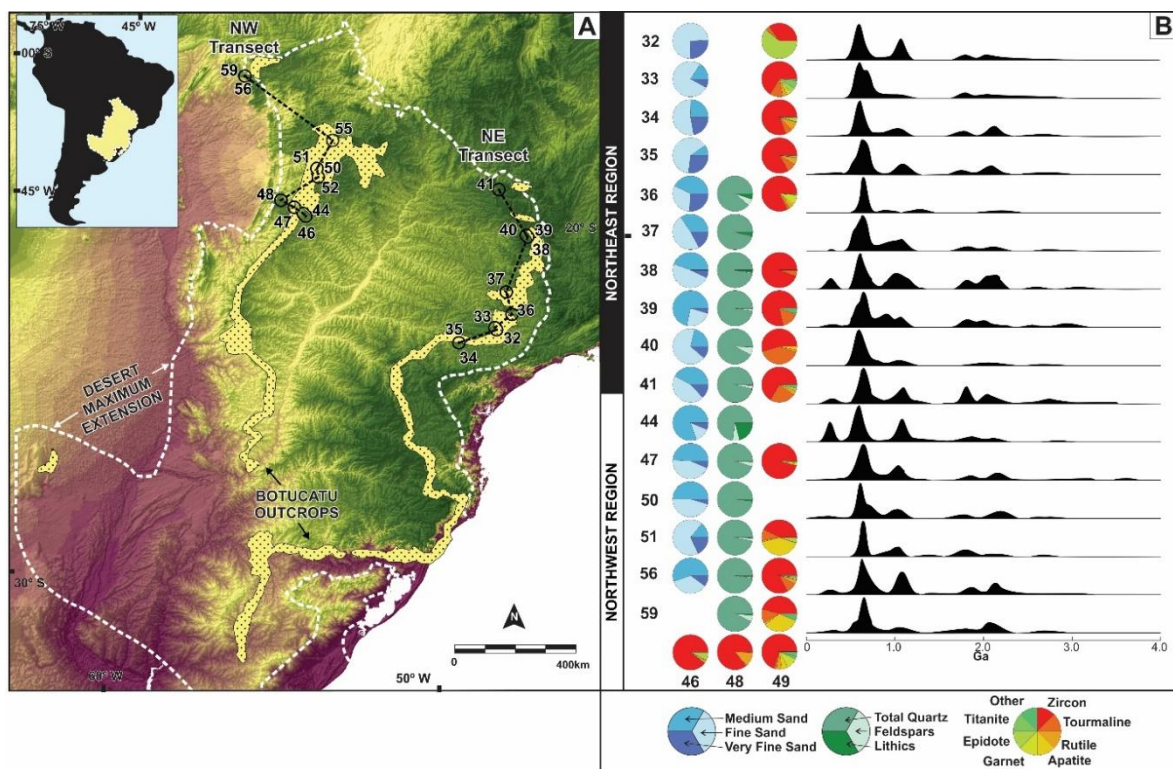 75° W
45° W
00° S
45° S
A
NW
Transect
59
56
55
51
50
52
48
47
44
46
NE
Transect
41
39
40
38
20° S
37
36
33
35
32
34
DESERT
MAXIMUM
EXTENSION
BOTUCATU
OUTCROPS
30° S
N
0
400km
60° W
50° W
B
NORTHEAST REGION
NORTHWEST REGION
32
33
34
35
36
37
38
39
40
41
44
47
50
51
56
59
0
1.0
2.0
3.0
4.0
Ga
46 48 49
Medium Sand
Fine Sand
Very Fine Sand
Total Quartz
Feldspars
Lithics
Other
Zircon
Titanite
Tourmaline
Epidote
Rutile
Garnet
Apatite